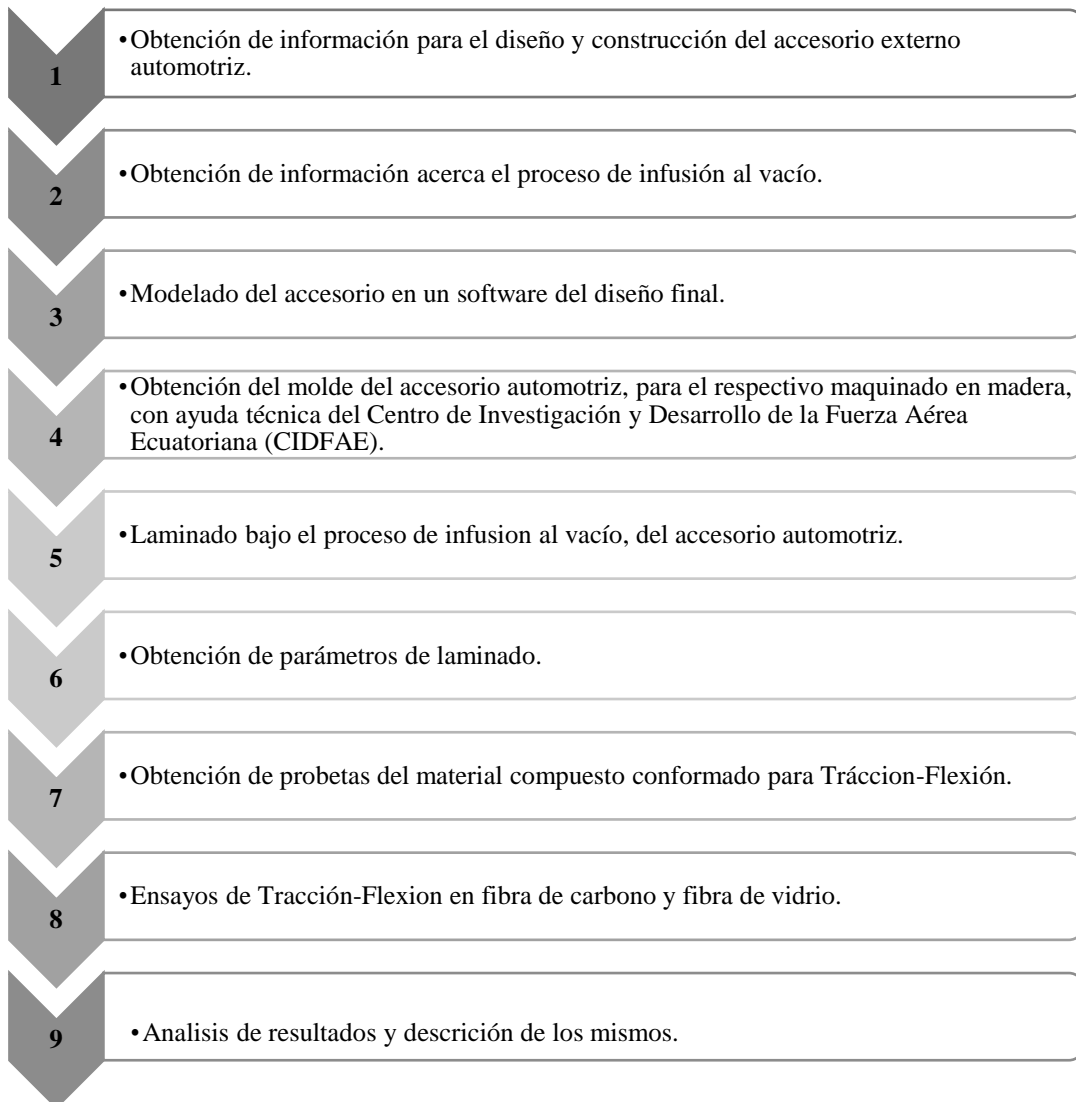 1
•Obtención de información para el diseño y construcción del accesorio externo
automotriz.
2
•Obtención de información acerca el proceso de infusión al vacío.
3
•Modelado del accesorio en un software del diseño final.
4
•Obtención del molde del accesorio automotriz, para el respectivo maquinado en madera,
con ayuda técnica del Centro de Investigación y Desarrollo de la Fuerza Aérea
Ecuatoriana (CIDFAE).
5
•Laminado bajo el proceso de infusion al vacío, del accesorio automotriz.
6
•Obtención de parámetros de laminado.
7
•Obtención de probetas del material compuesto conformado para Tráccion-Flexión.
8
•Ensayos de Tracción-Flexion en fibra de carbono y fibra de vidrio.
9
•Analisis de resultados y descrición de los mismos.